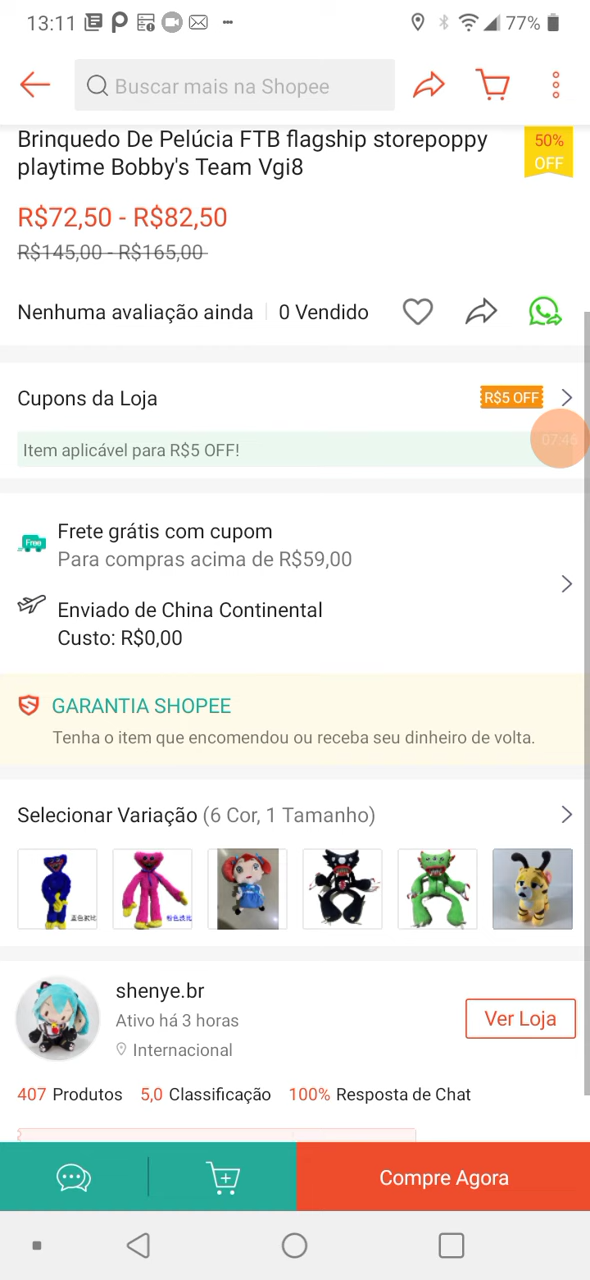 13:11 77%
Buscar mais na Shopee
Brinquedo De Pelúcia FTB flagship storepoppy
playtime Bobby's Team Vgi8
50%
OFF
R$72,50 - R$82,50
R$145,00 - R$165,00
Nenhuma avaliação ainda 0 Vendido
Cupons da Loja R$5 OFF
Item aplicável para R$5 OFF!
07:46
Frete grátis com cupom
Free
Para compras acima de R$59,00
Enviado de China Continental
Custo: R$0,00
GARANTIA SHOPEE
Tenha o item que encomendou ou receba seu dinheiro de volta.
Selecionar Variação (6 Cor, 1 Tamanho)
shenye.br
Ativo há 3 horas
Ver Loja
Internacional
407 Produtos 5,0 Classificação 100% Resposta de Chat
Compre Agora